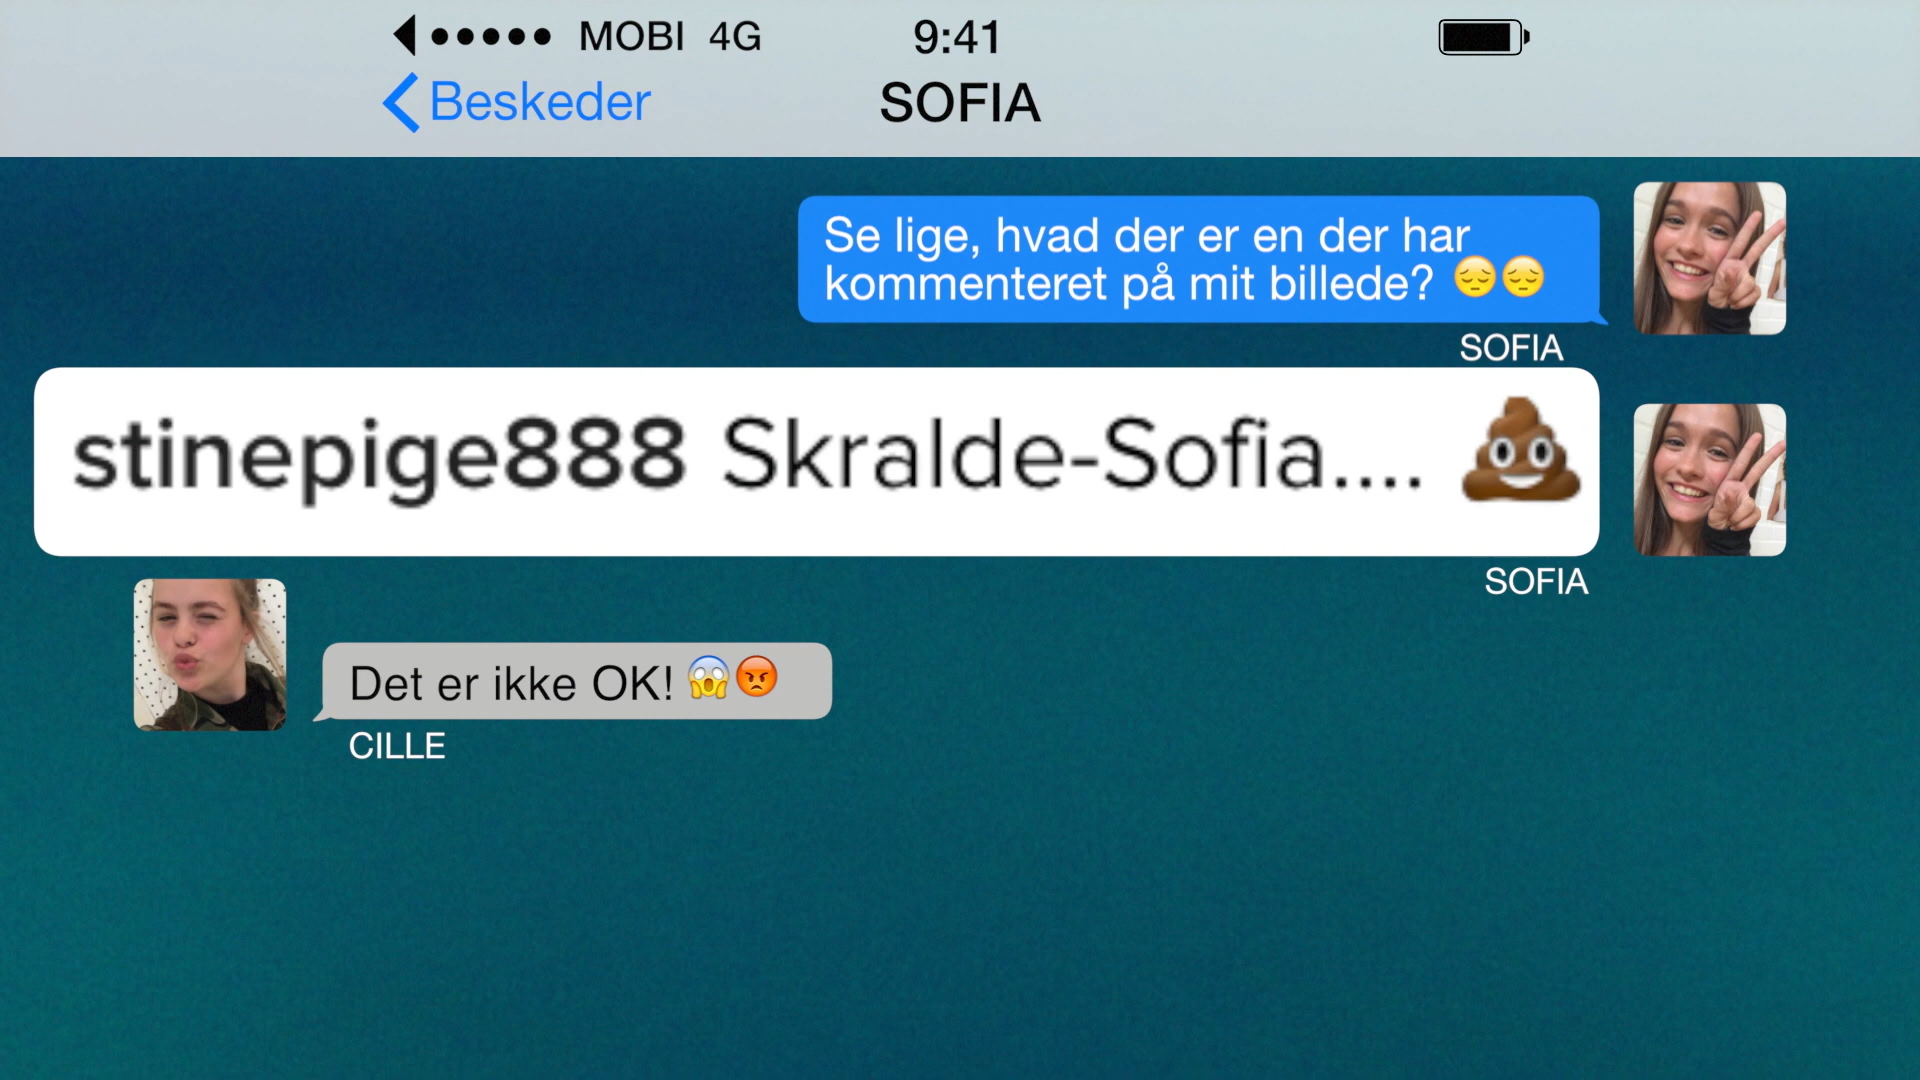 MOBI 4G 9:41
Beskeder SOFIA
Se lige, hvad der er en der har
kommenteret på mit billede? 😔😔
SOFIA
stinepige888 Skralde-Sofia.... 💩
SOFIA
Det er ikke OK! 😱😡
CILLE